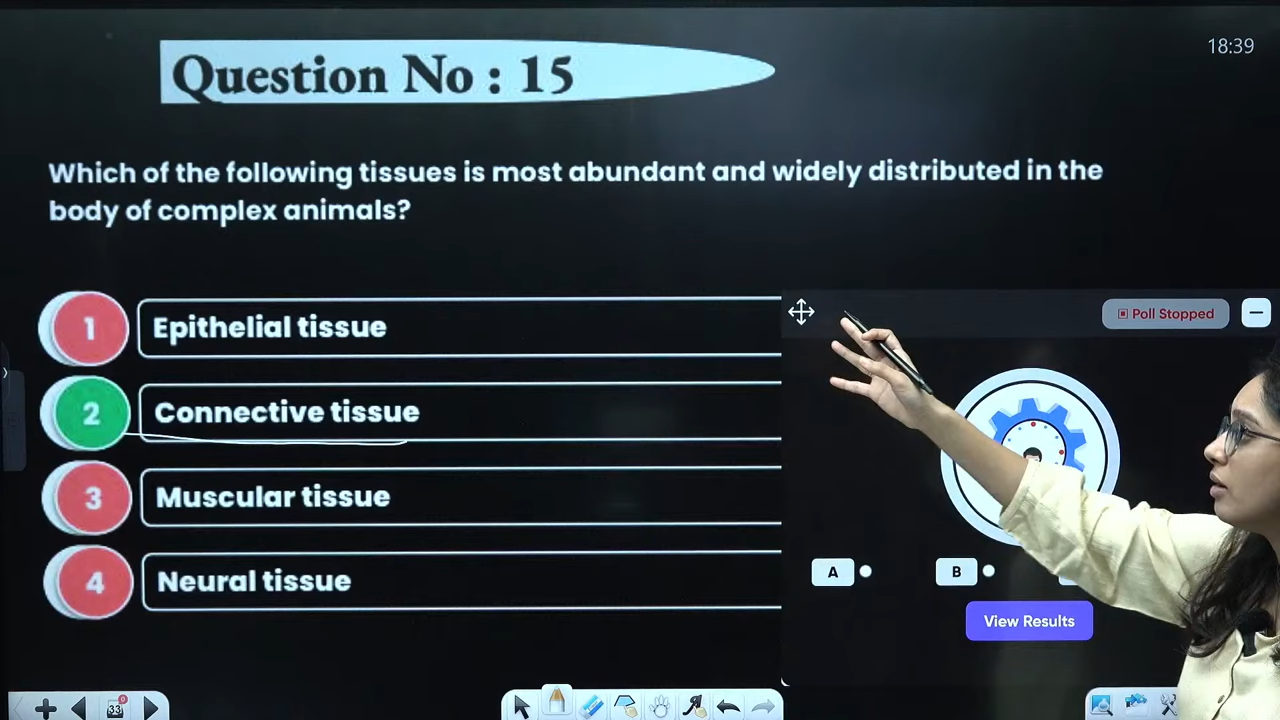 Question No : 15
18:39
Which of the following tissues is most abundant and widely distributed in the
body of complex animals?
1 Epithelial tissue
2 Connective tissue
3 Muscular tissue
4 Neural tissue
Poll Stopped
A
B
View Results
33
0